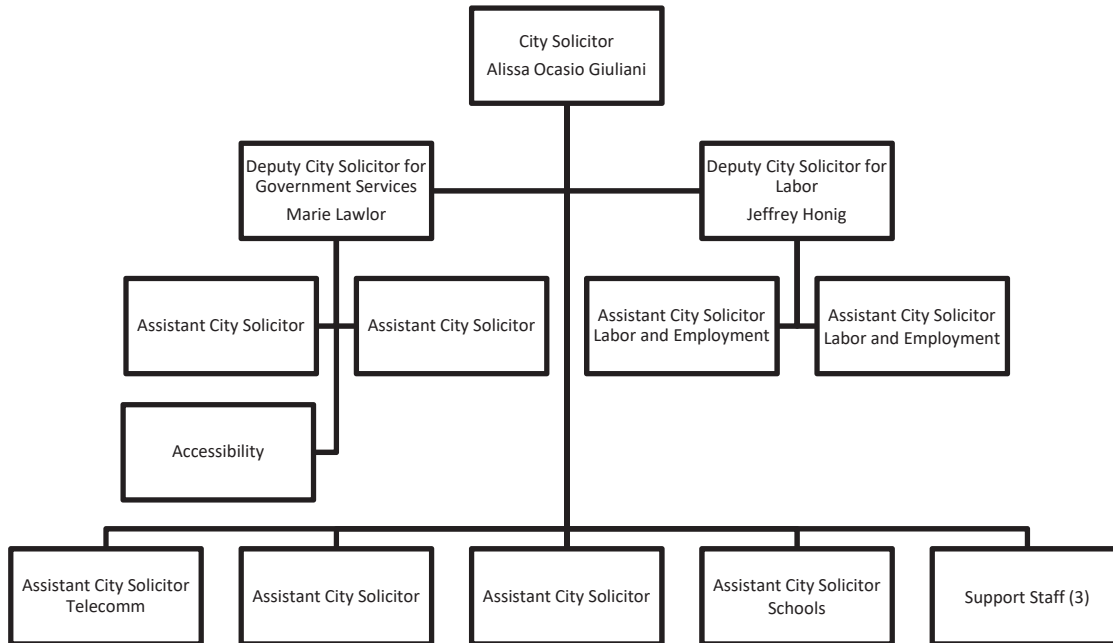 City Solicitor
Alissa Ocasio Giuliani
Deputy City Solicitor for
Government Services
Marie Lawlor
Deputy City Solicitor for
Labor
Jeffrey Honig
Assistant City Solicitor
Assistant City Solicitor
Assistant City Solicitor
Labor and Employment
Assistant City Solicitor
Labor and Employment
Accessibility
Assistant City Solicitor
Telecomm
Assistant City Solicitor
Assistant City Solicitor
Assistant City Solicitor
Schools
Support Staff (3)